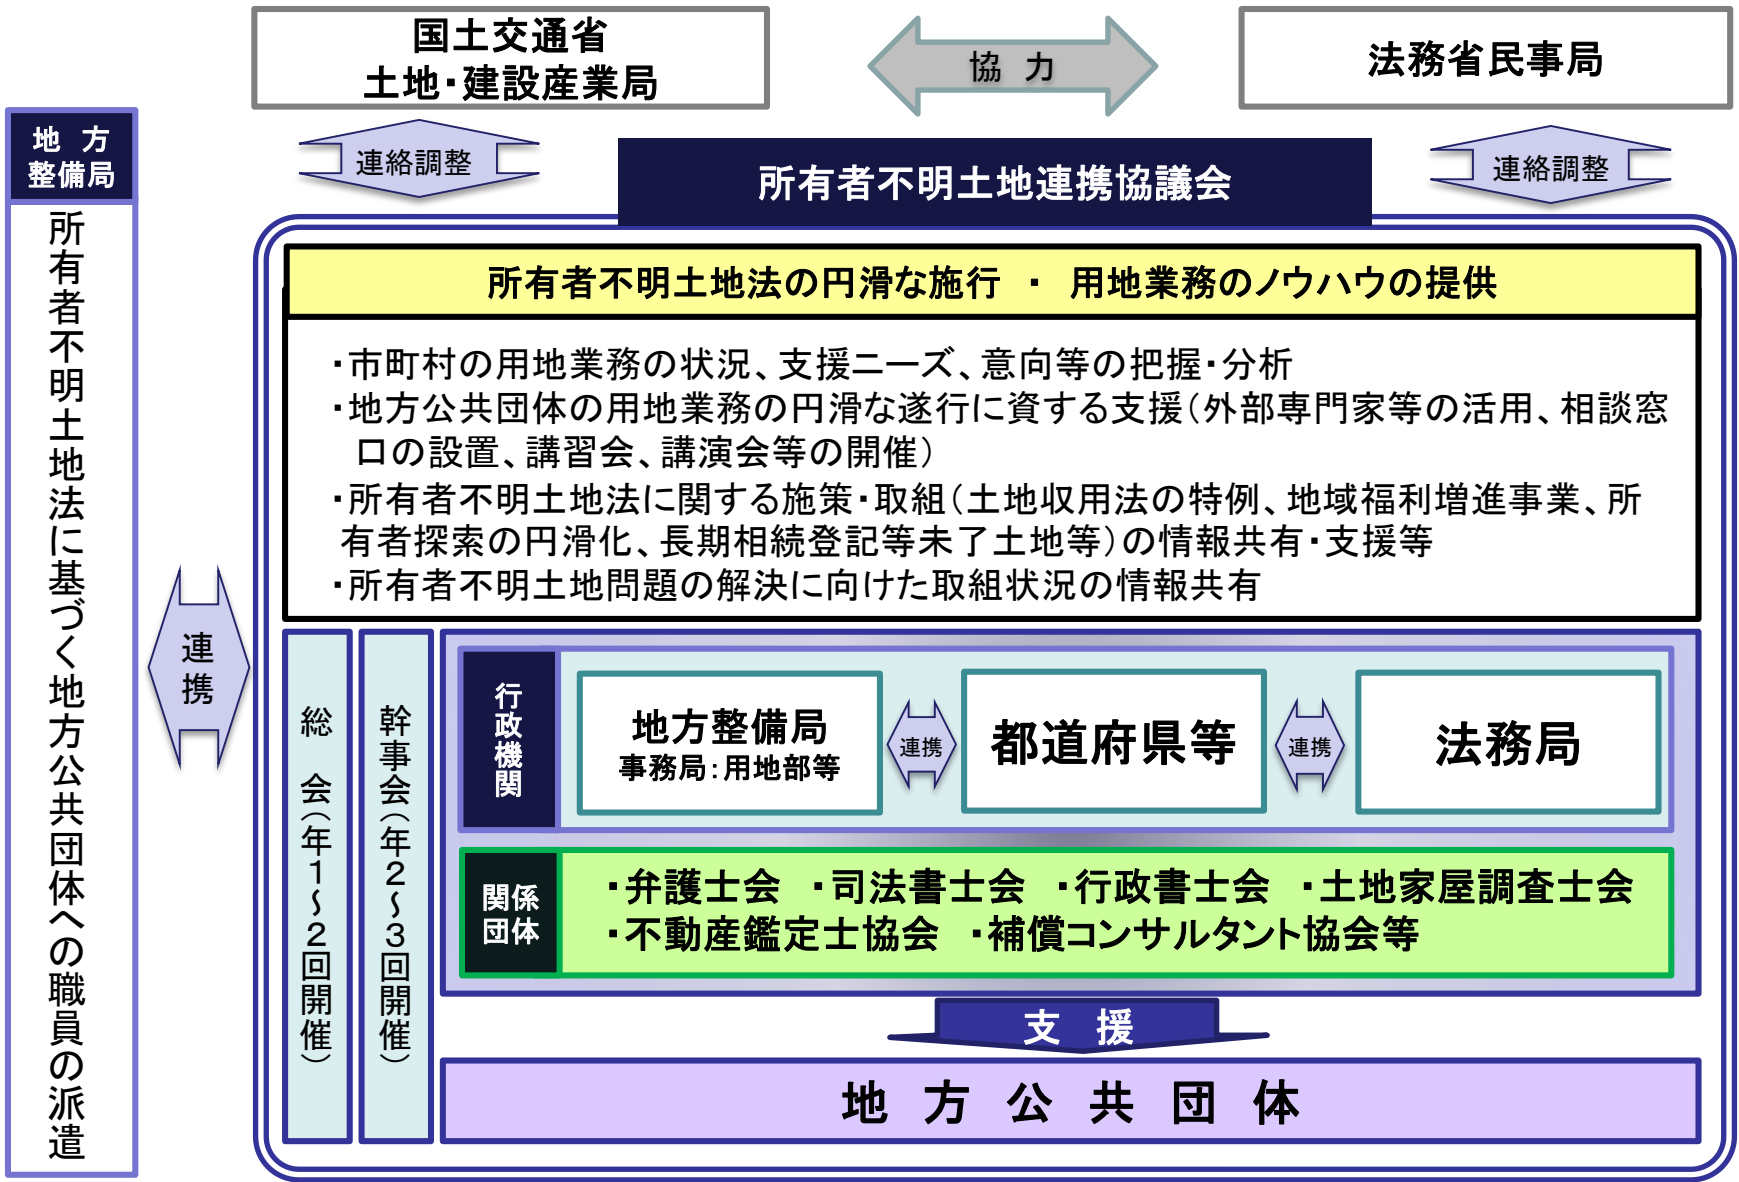 国土交通省
土地・建設産業局
協　力
法務省民事局
連絡調整
連絡調整
地　方
整備局
所有者不明土地法に基づく地方公共団体への職員の派遣
連携
所有者不明土地連携協議会
所有者不明土地法の円滑な施行　・　用地業務のノウハウの提供
・市町村の用地業務の状況、支援ニーズ、意向等の把握・分析
・地方公共団体の用地業務の円滑な遂行に資する支援（外部専門家等の活用、相談窓
口の設置、講習会、講演会等の開催）
・所有者不明土地法に関する施策・取組（土地収用法の特例、地域福利増進事業、所
有者探索の円滑化、長期相続登記等未了土地等）の情報共有・支援等
・所有者不明土地問題の解決に向けた取組状況の情報共有
総　会（年１～２回開催）
幹事会（年２～３回開催）
行政機関
地方整備局
事務局：用地部等
連携
都道府県等
連携
法務局
関係
団体
・弁護士会　・司法書士会　・行政書士会　・土地家屋調査士会
・不動産鑑定士協会　・補償コンサルタント協会等
支　援
地　方　公　共　団　体